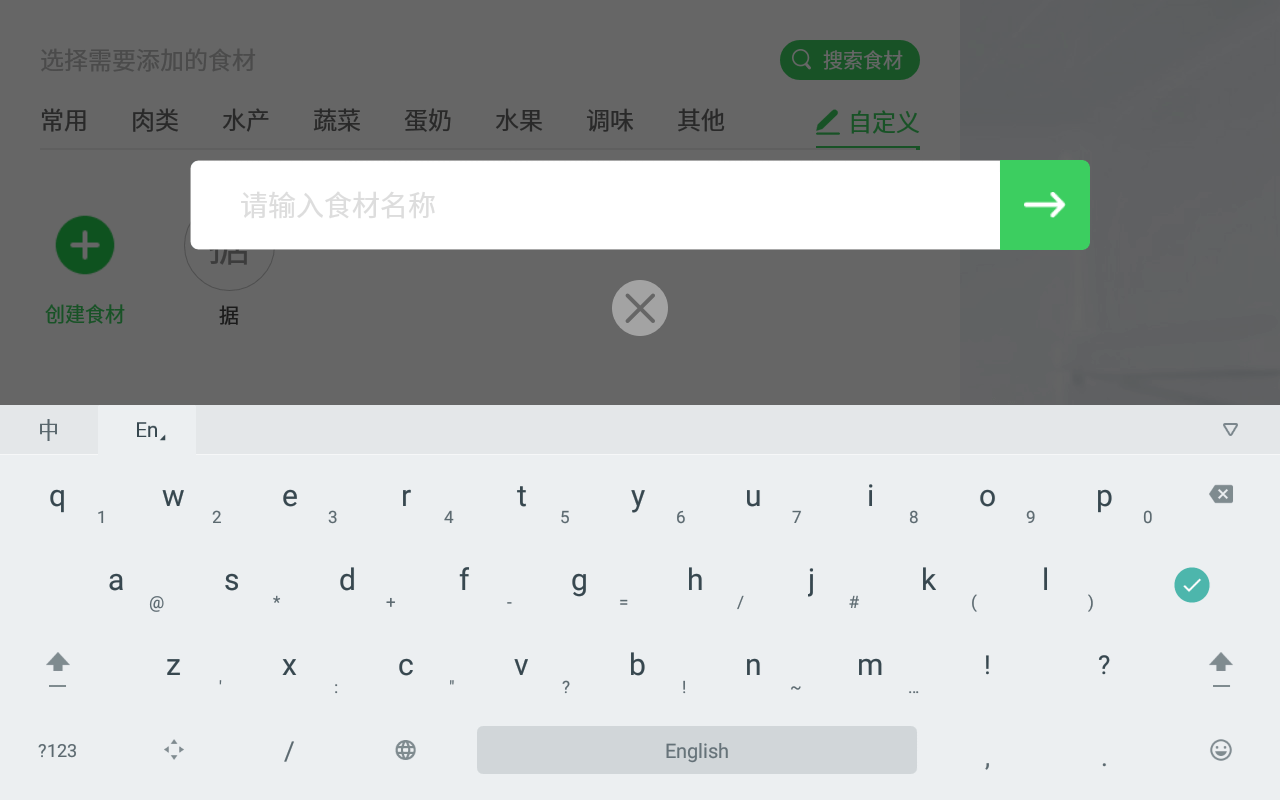 选择需要添加的食材
搜索食材
常用 肉类 水产 蔬菜 蛋奶 水果 调味 其他 自定义
请输入食材名称
据
创建食材 据
中 En
q 1 w 2 e 3 r 4 t 5 y 6 u 7 i 8 o 9 p 0
a @ s * d + f - g = h / j # k ( l )
z ' x : c " v ? b ! n ~ m ... ! ?
?123 / English , .